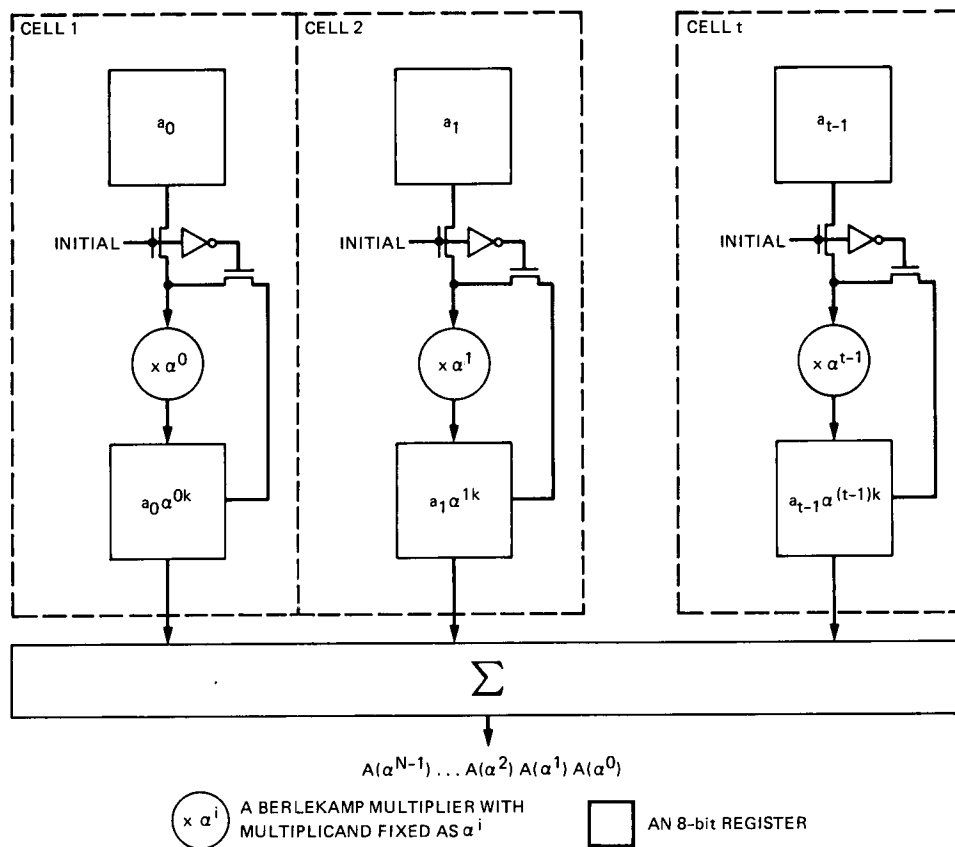 CELL 1
CELL 2
CELL t
a₀
a₁
aₜ₋₁
INITIAL
INITIAL
INITIAL
× α⁰
× α¹
× αᵗ⁻¹
a₀α⁰ᵏ
a₁α¹ᵏ
aₜ₋₁α⁽ᵗ⁻¹⁾ᵏ
Σ
A(αᴺ⁻¹) . . . A(α²) A(α¹) A(α⁰)
× αⁱ
A BERLEKAMP MULTIPLIER WITH
MULTIPLICAND FIXED AS αⁱ
AN 8-bit REGISTER